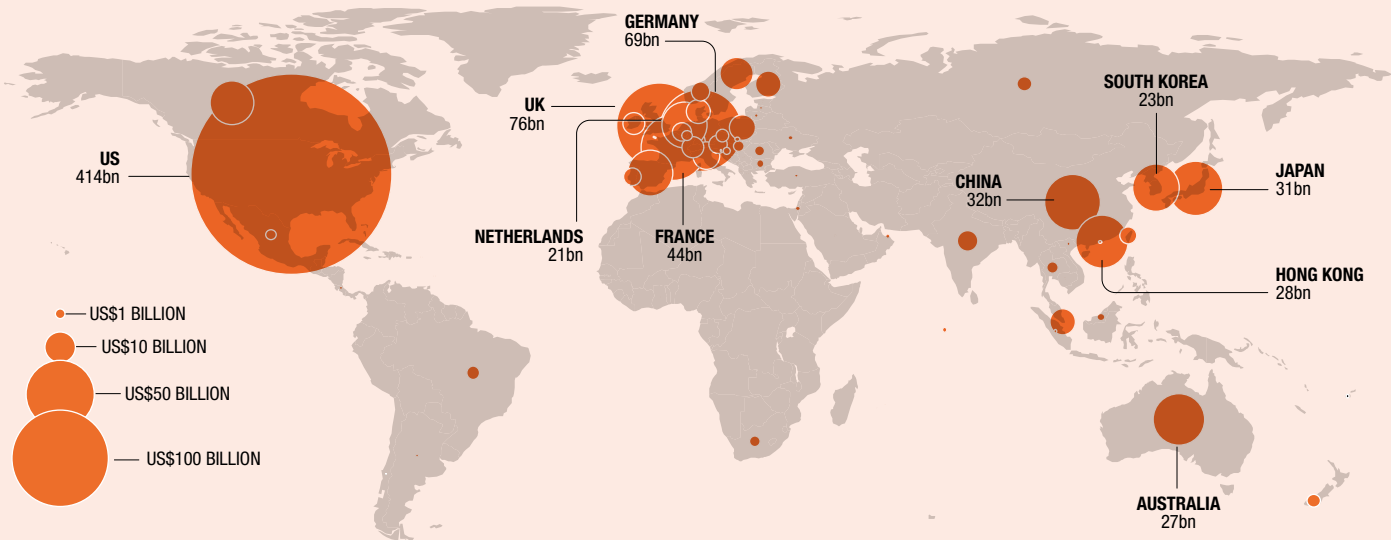 GERMANY
69bn
UK
76bn
US
414bn
NETHERLANDS
21bn
FRANCE
44bn
SOUTH KOREA
23bn
JAPAN
31bn
CHINA
32bn
HONG KONG
28bn
AUSTRALIA
27bn
US$1 BILLION
US$10 BILLION
US$50 BILLION
US$100 BILLION